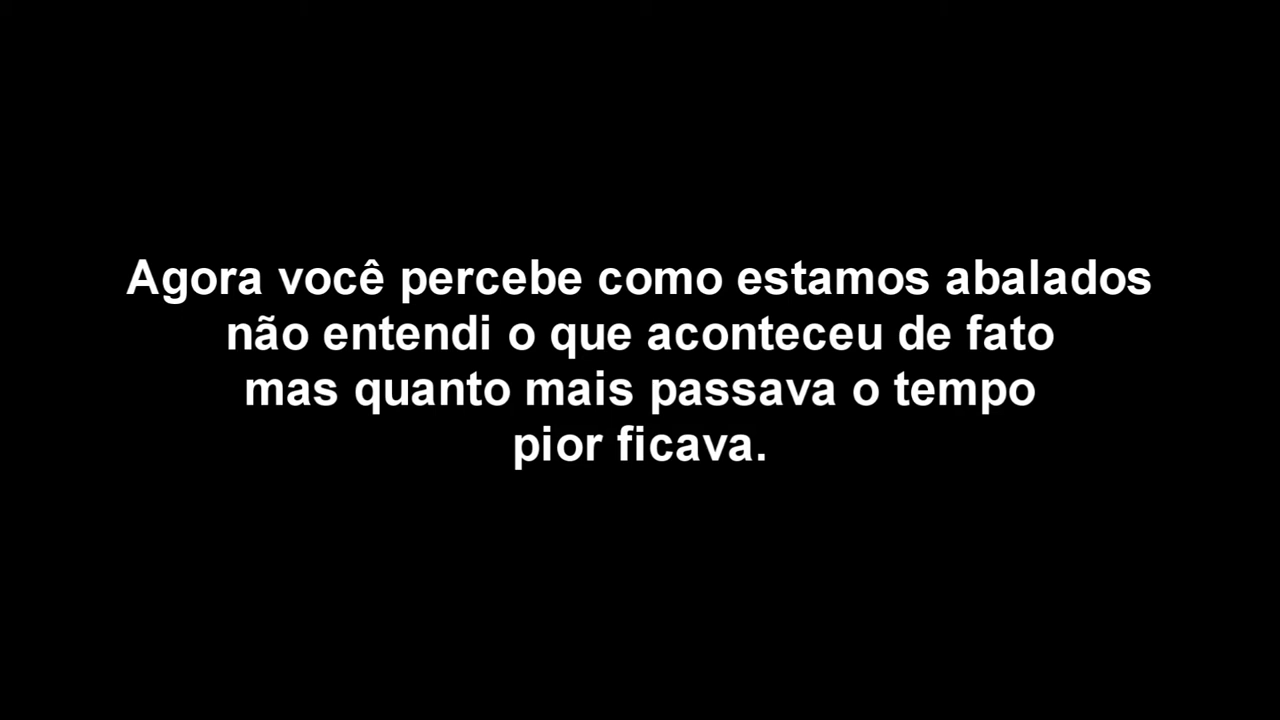 Agora você percebe como estamos abalados
não entendi o que aconteceu de fato
mas quanto mais passava o tempo
pior ficava.